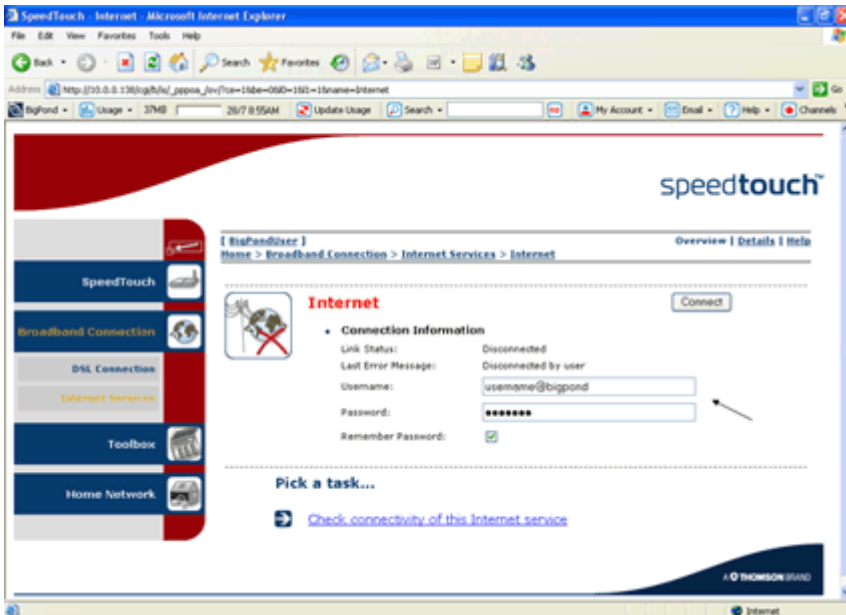 SpeedTouch - Internet - Microsoft Internet Explorer
File Edit View Favorites Tools Help
Back Search Favorites
Address Go
BigPond Usage 37MB 26/7 8:55AM Update Usage Search My Account Email Help Channels
speedtouch™
[ BigPondUser ] Overview | Details | Help
Home > Broadband Connection > Internet Services > Internet
SpeedTouch
Internet Connect
Broadband Connection
• Connection Information
Link Status: Disconnected
DSL Connection
Last Error Message: Disconnected by user
Username: username@bigpond
Internet Services
Password: •••••••
Toolbox
Remember Password:
Pick a task...
Home Network
Check connectivity of this Internet service
A THOMSON BRAND
Internet